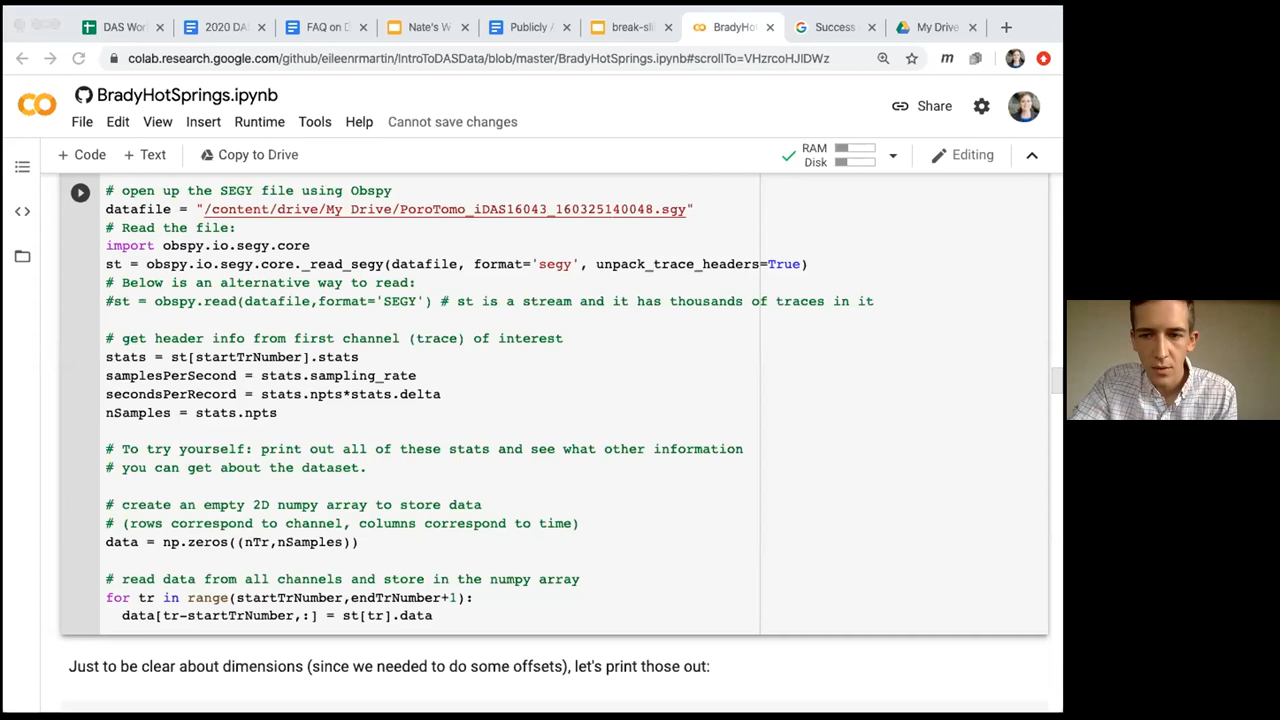 DAS Wor
2020 DA
FAQ on D
Nate's W
Publicly A
break-sli
BradyHot
Success
My Drive
colab.research.google.com/github/eileenrmartin/IntroToDASData/blob/master/BradyHotSprings.ipynb#scrollTo=VHzrcoHJIDWz
m
CO
BradyHotSprings.ipynb
Share
File Edit View Insert Runtime Tools Help Cannot save changes
+ Code + Text Copy to Drive
RAM
Disk
Editing
# open up the SEGY file using Obspy
datafile = "/content/drive/My Drive/PoroTomo_iDAS16043_160325140048.sgy"
# Read the file:
import obspy.io.segy.core
st = obspy.io.segy.core._read_segy(datafile, format='segy', unpack_trace_headers=True)
# Below is an alternative way to read:
#st = obspy.read(datafile,format='SEGY') # st is a stream and it has thousands of traces in it
# get header info from first channel (trace) of interest
stats = st[startTrNumber].stats
samplesPerSecond = stats.sampling_rate
secondsPerRecord = stats.npts*stats.delta
nSamples = stats.npts
# To try yourself: print out all of these stats and see what other information
# you can get about the dataset.
# create an empty 2D numpy array to store data
# (rows correspond to channel, columns correspond to time)
data = np.zeros((nTr,nSamples))
# read data from all channels and store in the numpy array
for tr in range(startTrNumber,endTrNumber+1):
data[tr-startTrNumber,:] = st[tr].data
Just to be clear about dimensions (since we needed to do some offsets), let's print those out: